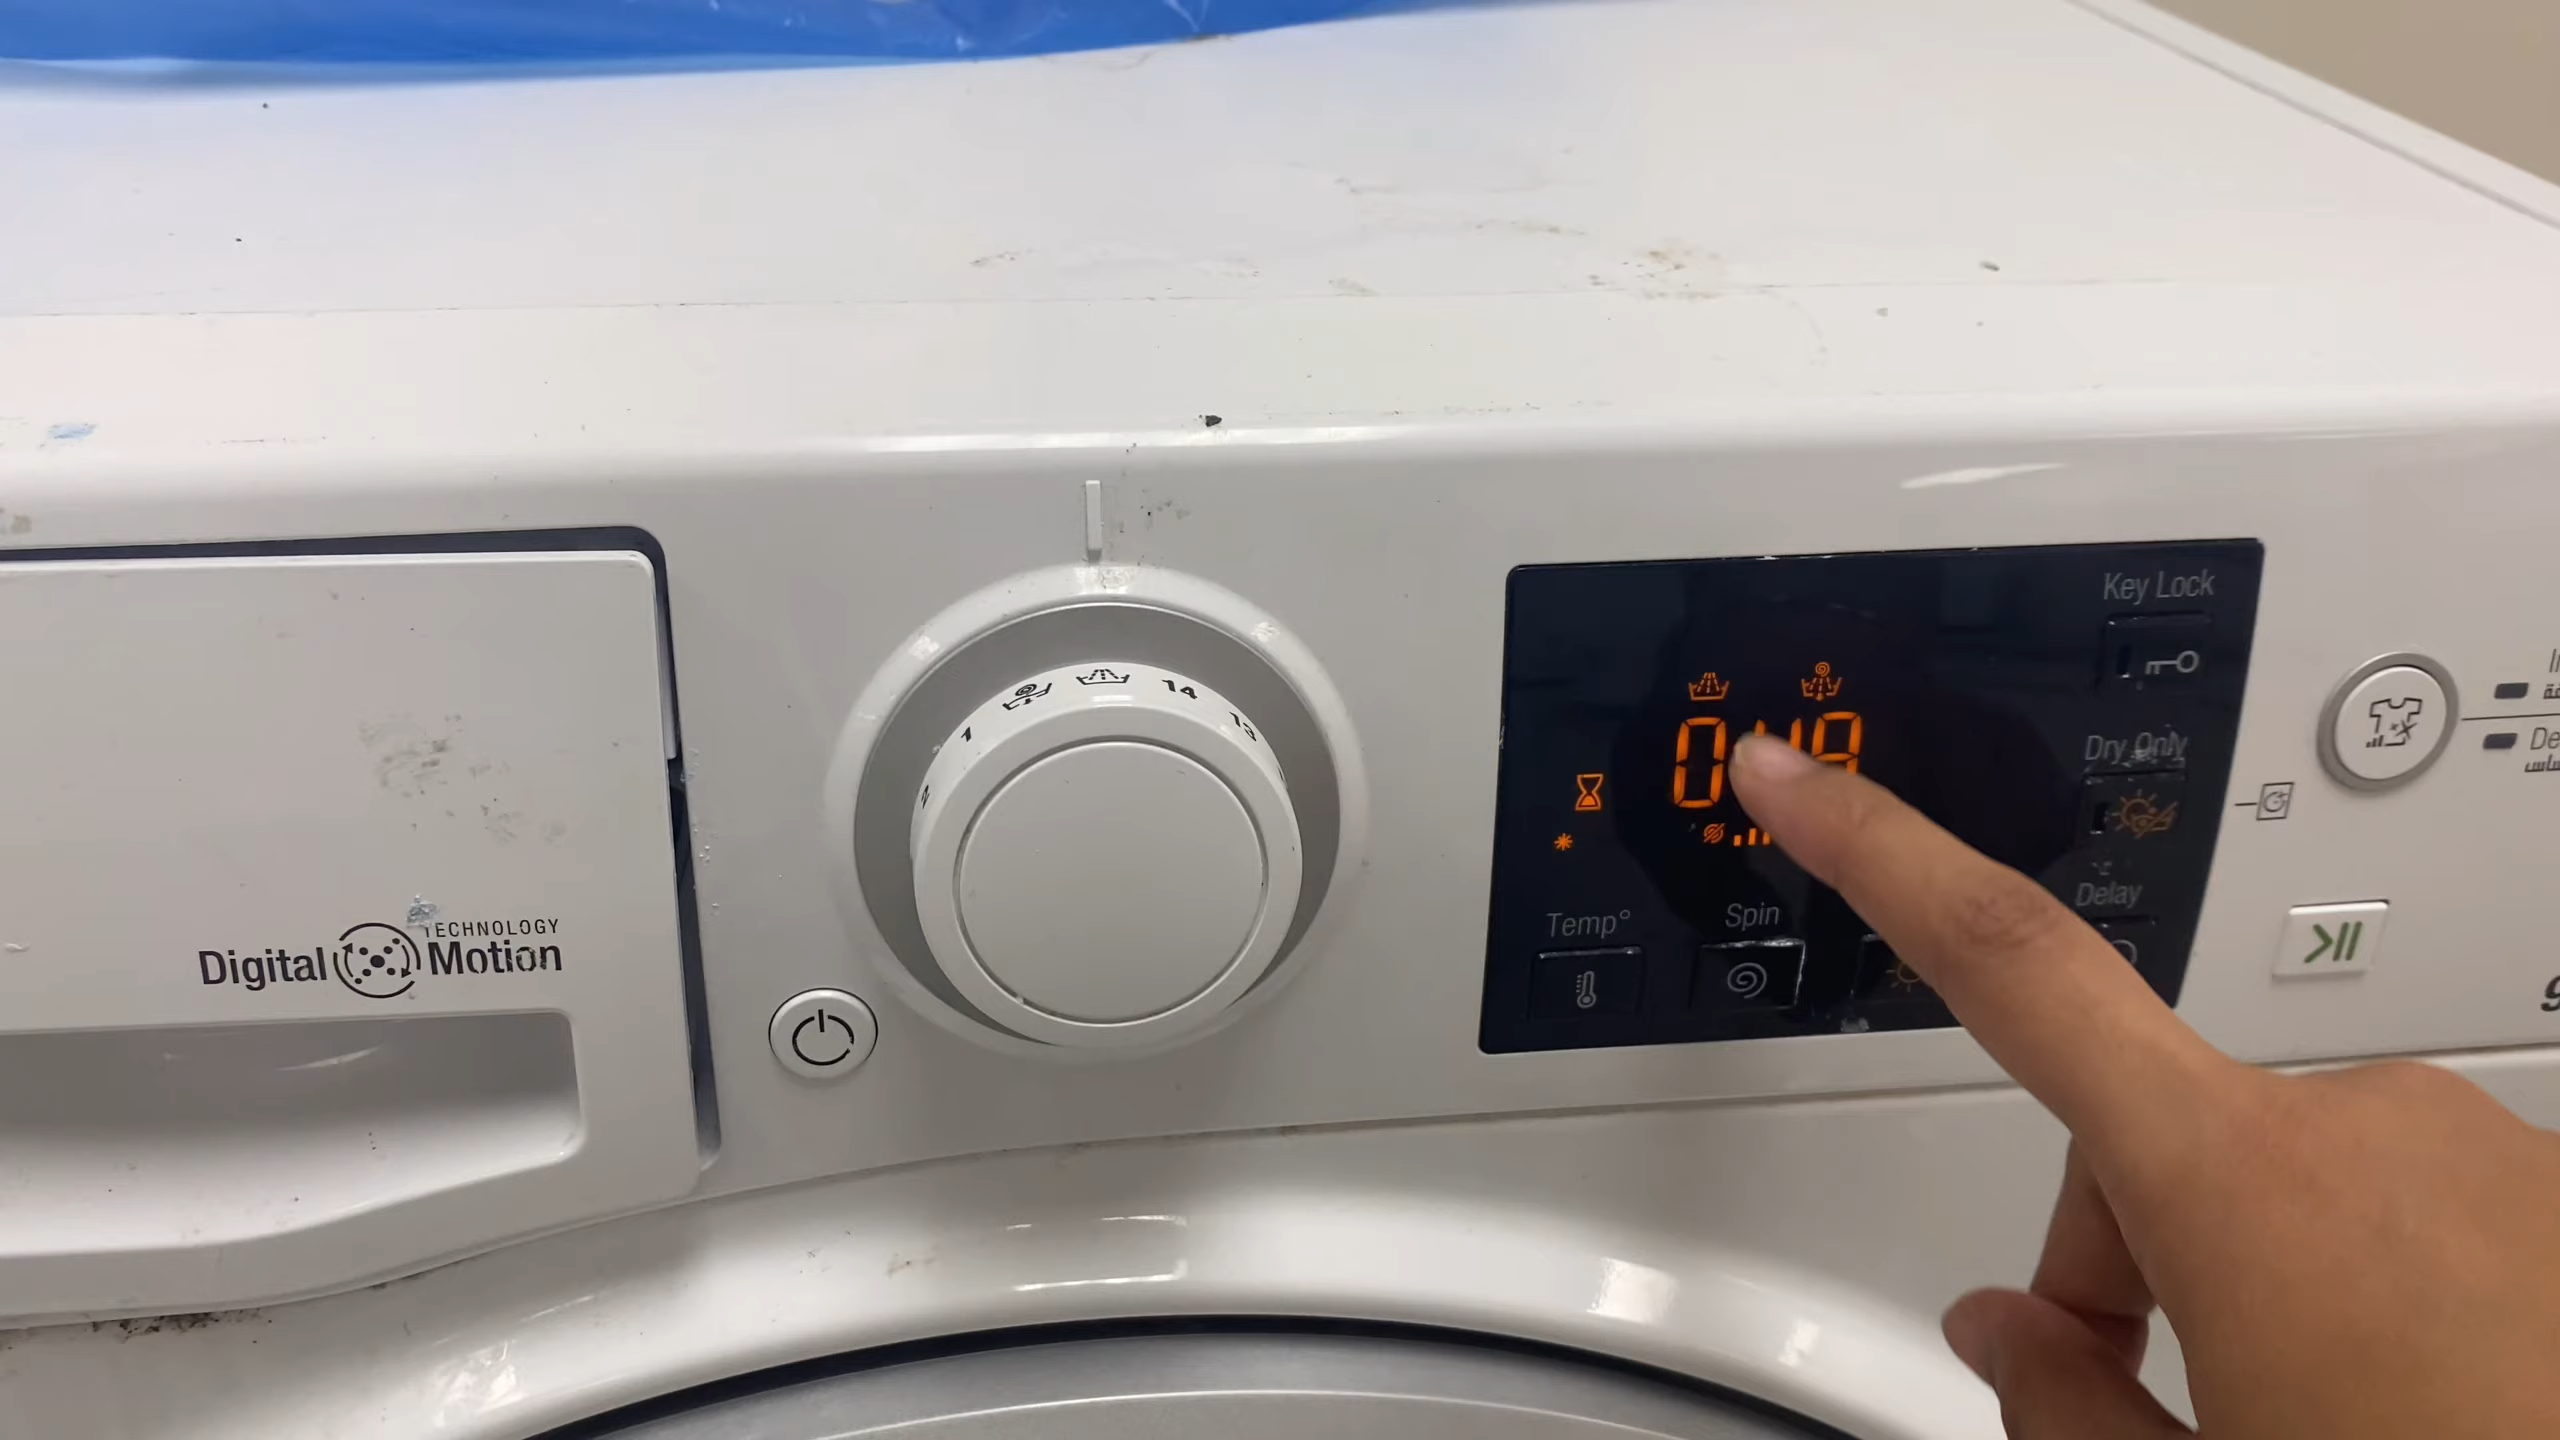 Key Lock
Dry Only
Delay
Temp°
Spin
TECHNOLOGY
Digital Motion
1
14
13
2